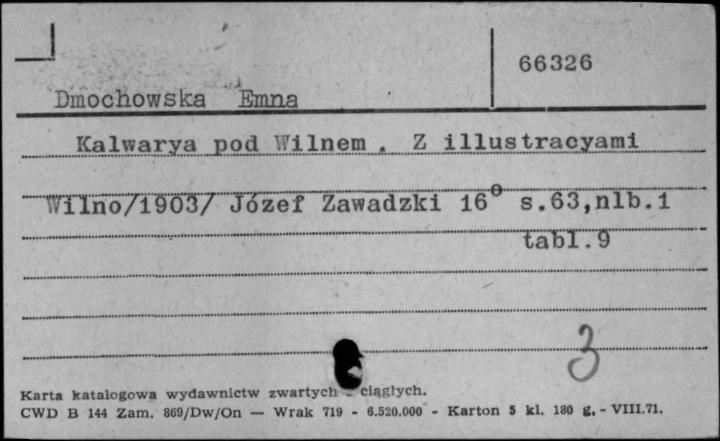 66326
Dmochowska Emna
Kalwarya pod Wilnem. Z illustracyami
Wilno/1903/ Józef Zawadzki 16° s.63,nlb.1
tabl.9
3
Karta katalogowa wydawnictw zwartych - ciągłych.
CWD B 144 Zam. 869/Dw/On — Wrak 719 - 6.520.000 - Karton 5 kl. 180 g. - VIII.71.